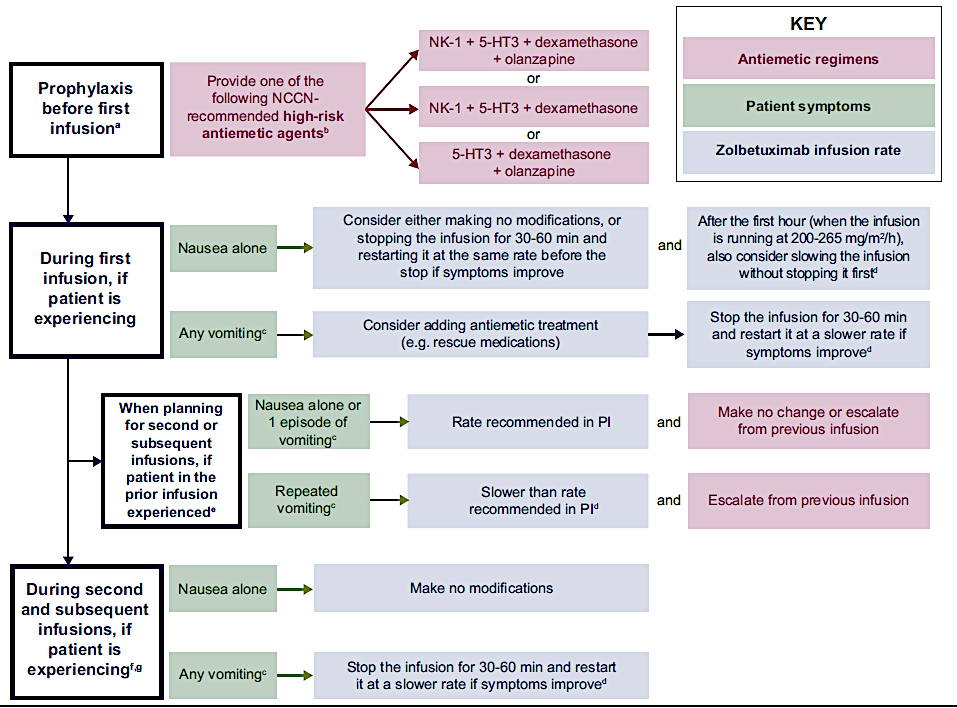 KEY
Antiemetic regimens
Patient symptoms
Zolbetuximab infusion rate
Prophylaxis
before first
infusionᵃ
Provide one of the
following NCCN-
recommended high-risk
antiemetic agentsᵇ
NK-1 + 5-HT3 + dexamethasone
+ olanzapine
or
NK-1 + 5-HT3 + dexamethasone
or
5-HT3 + dexamethasone
+ olanzapine
During first
infusion, if
patient is
experiencing
Nausea alone
Consider either making no modifications, or
stopping the infusion for 30-60 min and
restarting it at the same rate before the
stop if symptoms improve
and
After the first hour (when the infusion
is running at 200-265 mg/m²/h),
also consider slowing the infusion
without stopping it firstᵈ
Any vomitingᶜ
Consider adding antiemetic treatment
(e.g. rescue medications)
Stop the infusion for 30-60 min
and restart it at a slower rate if
symptoms improveᵈ
When planning
for second or
subsequent
infusions, if
patient in the
prior infusion
experiencedᵉ
Nausea alone or
1 episode of
vomitingᶜ
Rate recommended in PI
and
Make no change or escalate
from previous infusion
Repeated
vomitingᶜ
Slower than rate
recommended in PIᵈ
and
Escalate from previous infusion
During second
and subsequent
infusions, if
patient is
experiencingᶠ,ᵍ
Nausea alone
Make no modifications
Any vomitingᶜ
Stop the infusion for 30-60 min and restart
it at a slower rate if symptoms improveᵈ